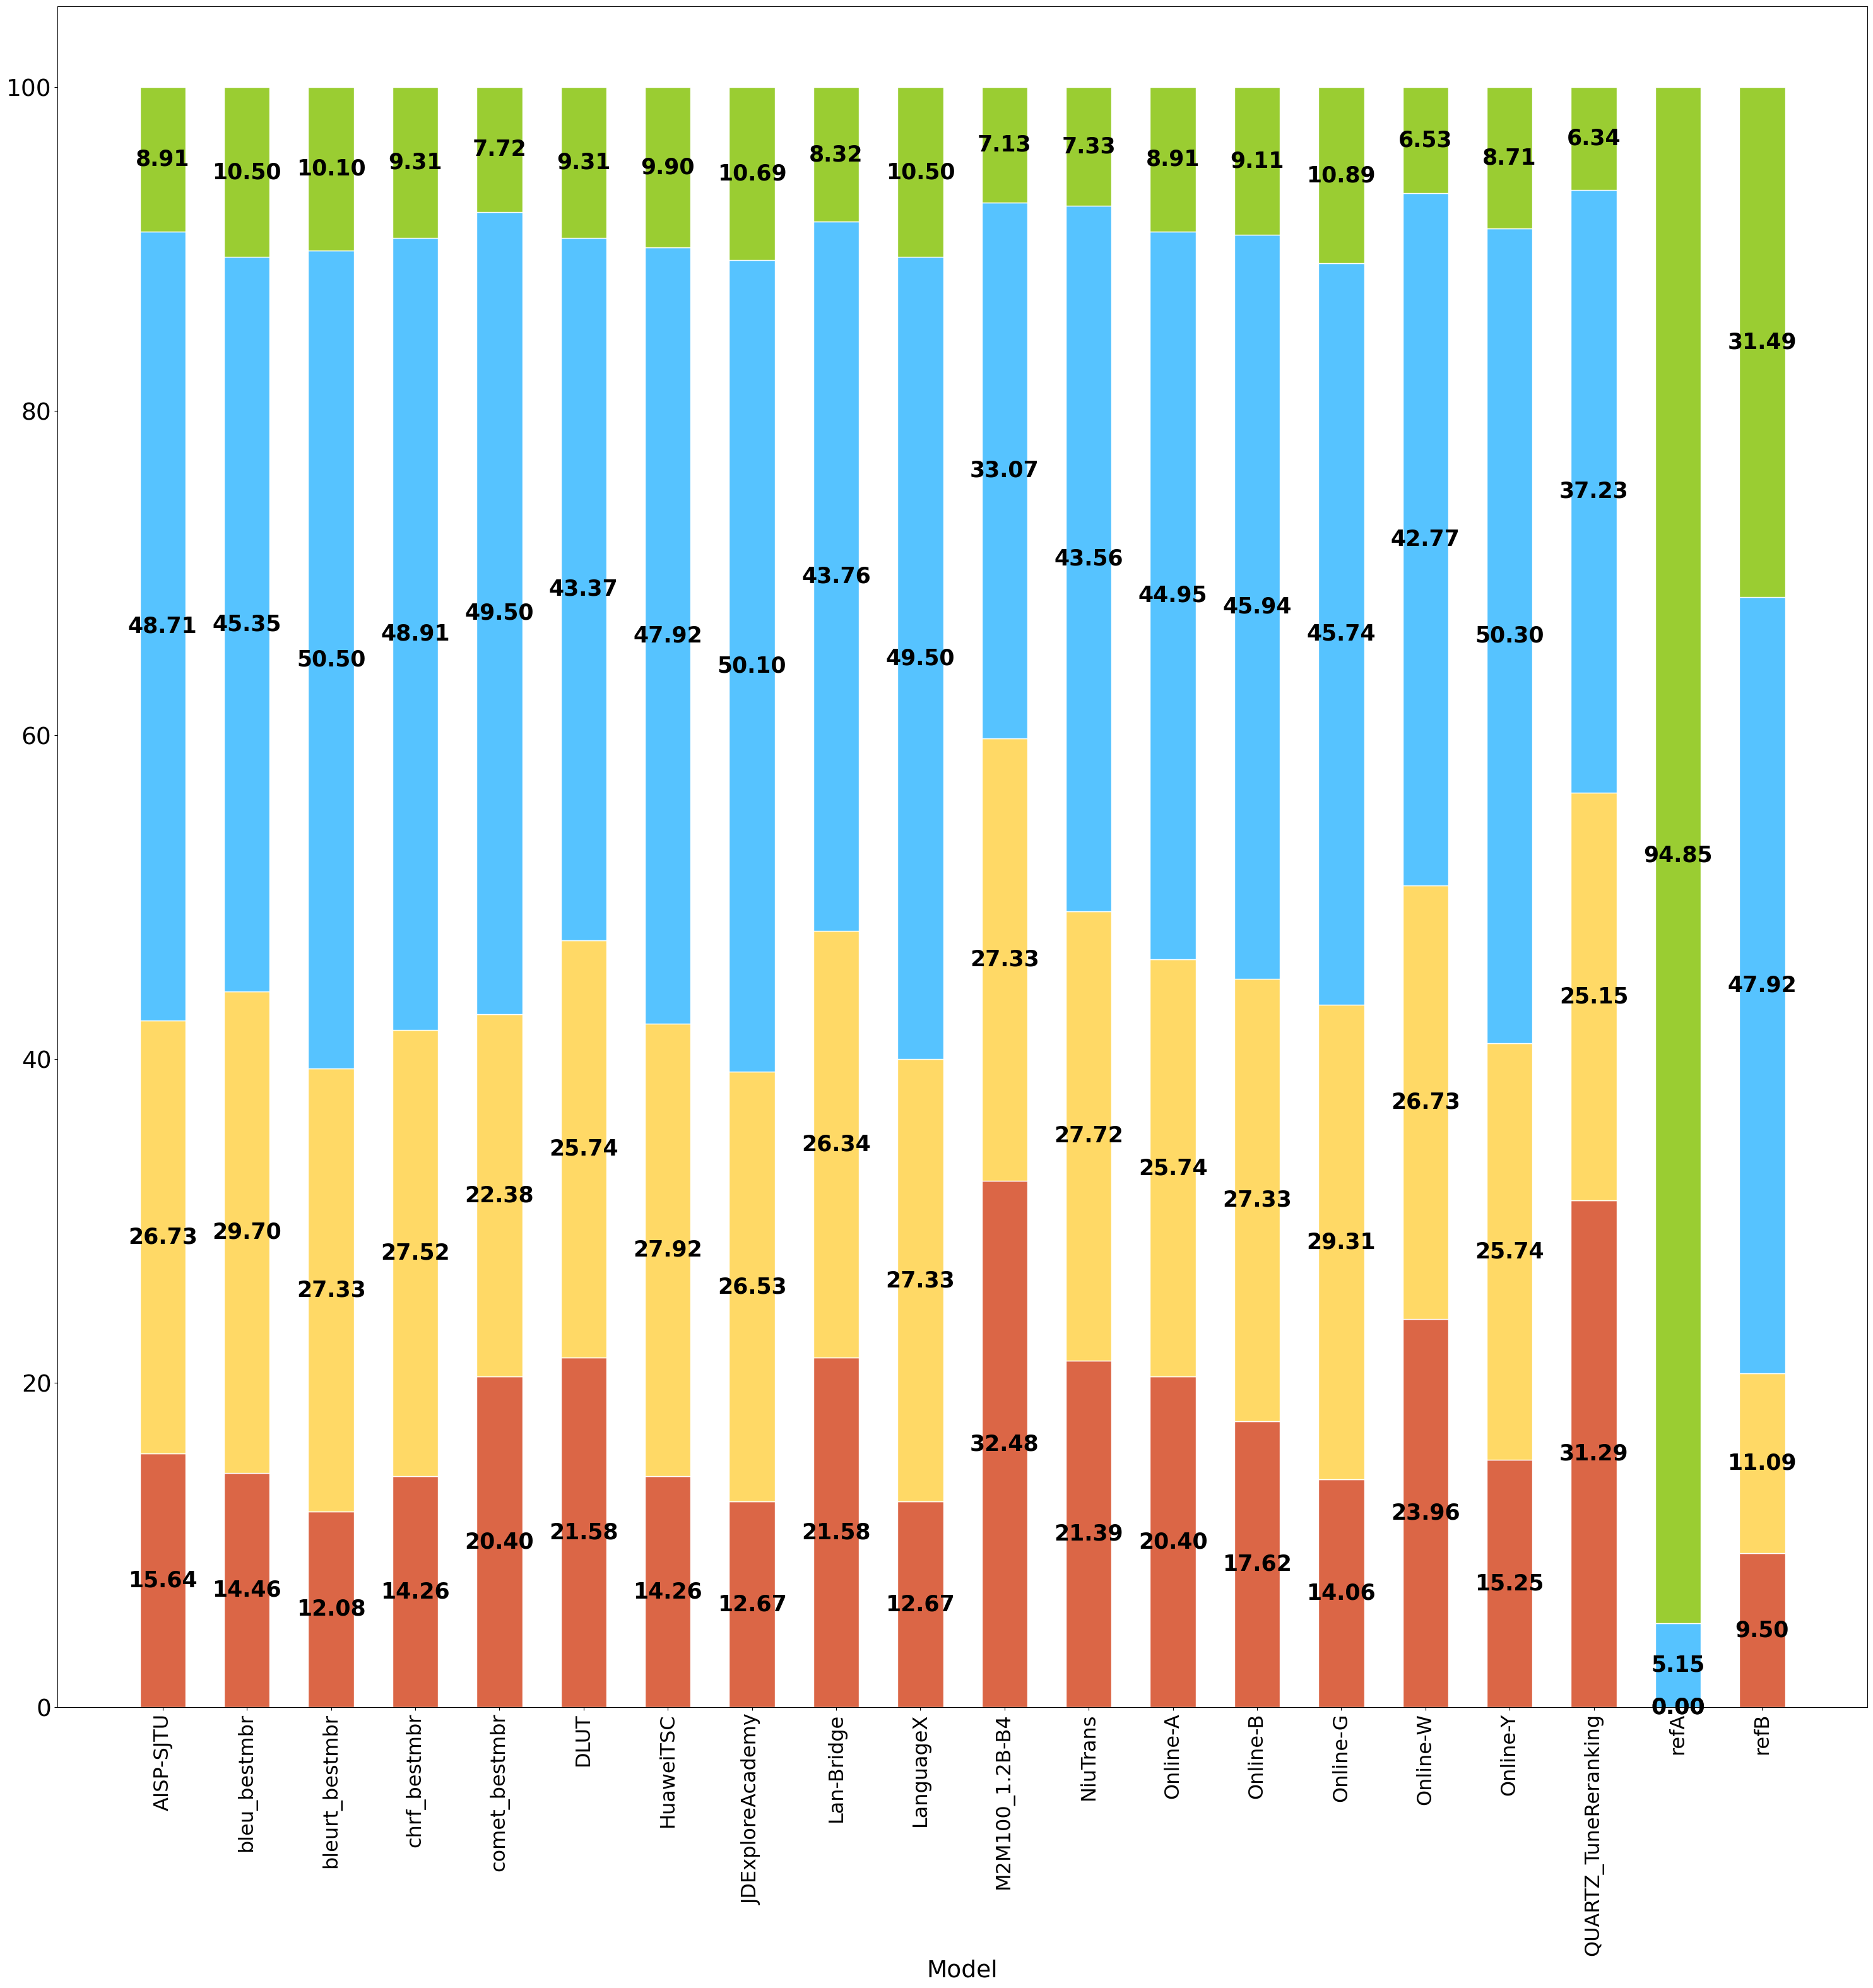 100
80
60
40
20
0
8.91 10.50 10.10 9.31 7.72 9.31 9.90 10.69 8.32 10.50 7.13 7.33 8.91 9.11 10.89 6.53 8.71 6.34 94.85 31.49
48.71 45.35 50.50 48.91 49.50 43.37 47.92 50.10 43.76 49.50 33.07 43.56 44.95 45.94 45.74 42.77 50.30 37.23 5.15 47.92
26.73 29.70 27.33 27.52 22.38 25.74 27.92 26.53 26.34 27.33 27.33 27.72 25.74 27.33 29.31 26.73 25.74 25.15 0.00 11.09
15.64 14.46 12.08 14.26 20.40 21.58 14.26 12.67 21.58 12.67 32.48 21.39 20.40 17.62 14.06 23.96 15.25 31.29 9.50
AISP-SJTU
bleu_bestmbr
bleurt_bestmbr
chrf_bestmbr
comet_bestmbr
DLUT
HuaweiTSC
JDExploreAcademy
Lan-Bridge
LanguageX
M2M100_1.2B-B4
NiuTrans
Online-A
Online-B
Online-G
Online-W
Online-Y
QUARTZ_TuneReranking
refA
refB
Model